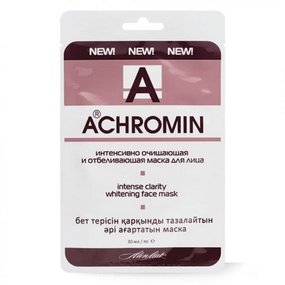 NEW! NEW! NEW!
A
®ACHROMIN
ИНТЕНСИВНО ОЧИЩАЮЩАЯ
И ОТБЕЛИВАЮЩАЯ МАСКА ДЛЯ ЛИЦА
intense clarity
whitening face mask
бет терісін қарқынды тазалайтын
әрі ағартатын маска